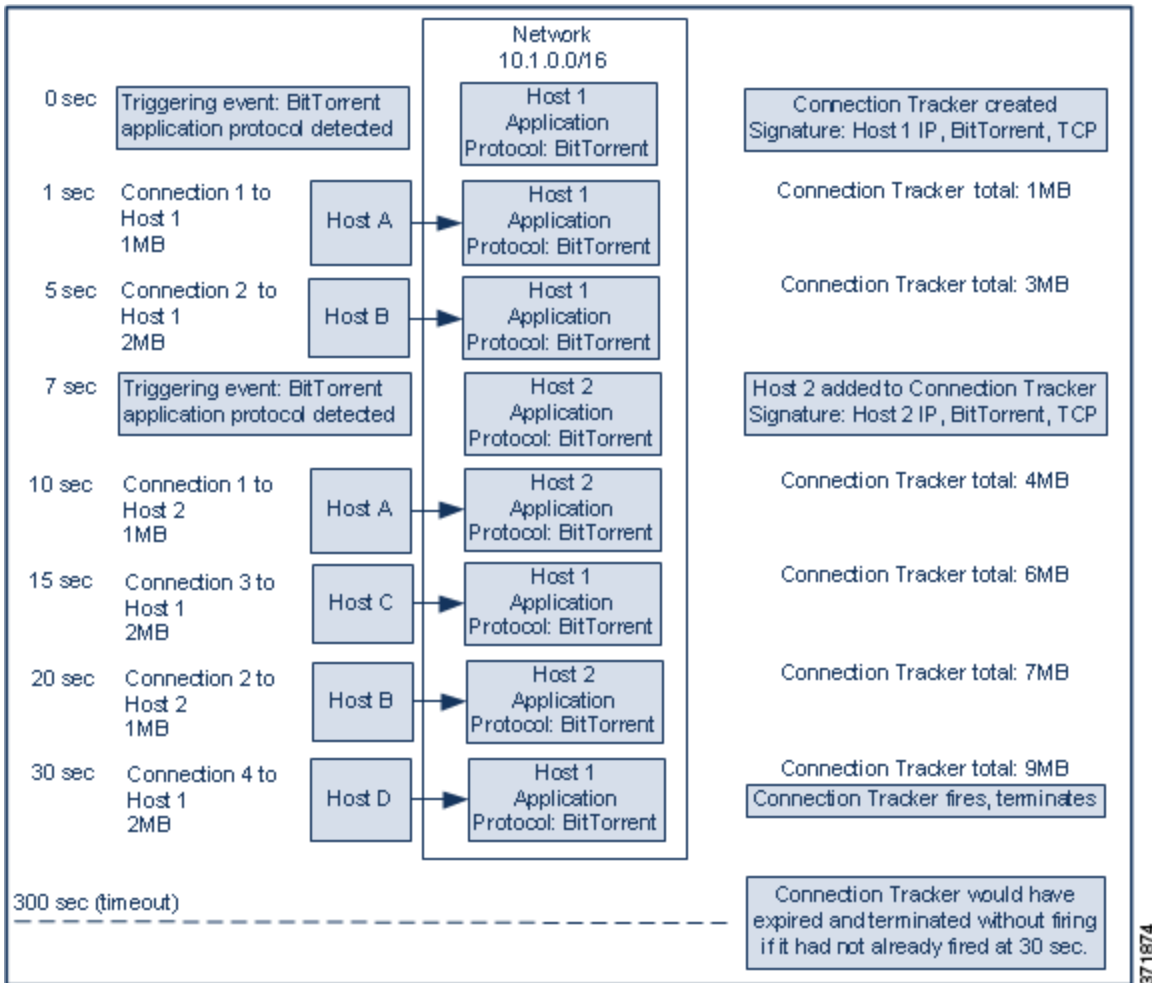 Network
10.1.0.0/16
0 sec
Triggering event: BitTorrent
application protocol detected
Host 1
Application
Protocol: BitTorrent
Connection Tracker created
Signature: Host 1 IP, BitTorrent, TCP
1 sec
Connection 1 to
Host 1
1MB
Host A
Host 1
Application
Protocol: BitTorrent
Connection Tracker total: 1MB
5 sec
Connection 2 to
Host 1
2MB
Host B
Host 1
Application
Protocol: BitTorrent
Connection Tracker total: 3MB
7 sec
Triggering event: BitTorrent
application protocol detected
Host 2
Application
Protocol: BitTorrent
Host 2 added to Connection Tracker
Signature: Host 2 IP, BitTorrent, TCP
10 sec
Connection 1 to
Host 2
1MB
Host A
Host 2
Application
Protocol: BitTorrent
Connection Tracker total: 4MB
15 sec
Connection 3 to
Host 1
2MB
Host C
Host 1
Application
Protocol: BitTorrent
Connection Tracker total: 6MB
20 sec
Connection 2 to
Host 2
1MB
Host B
Host 2
Application
Protocol: BitTorrent
Connection Tracker total: 7MB
30 sec
Connection 4 to
Host 1
2MB
Host D
Host 1
Application
Protocol: BitTorrent
Connection Tracker total: 9MB
Connection Tracker fires, terminates
300 sec (timeout)
Connection Tracker would have
expired and terminated without firing
if it had not already fired at 30 sec.
371874